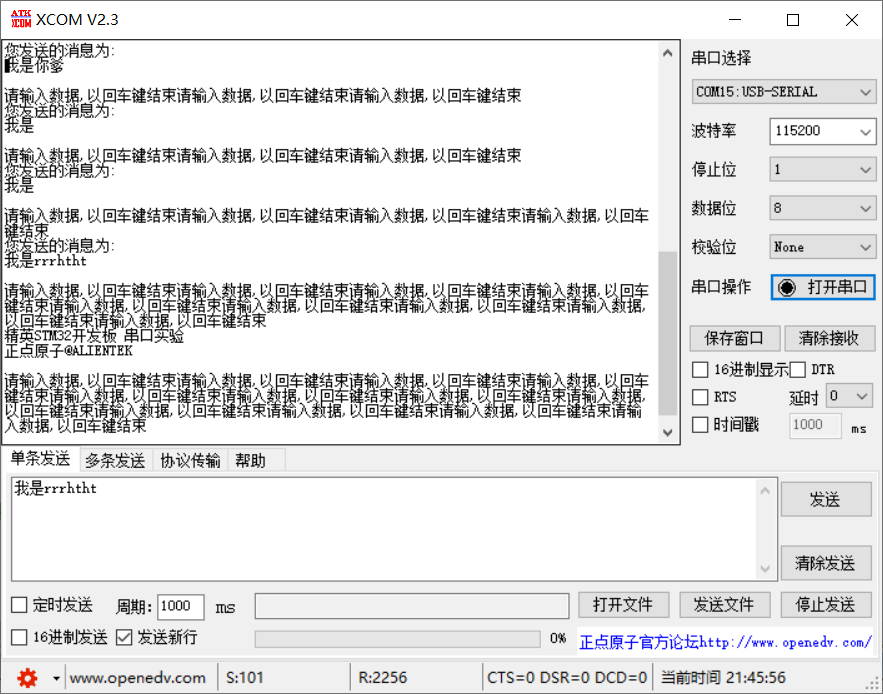 XCOM V2.3
您发送的消息为:
我是你爹
请输入数据,以回车键结束请输入数据,以回车键结束请输入数据,以回车键结束
您发送的消息为:
我是
请输入数据,以回车键结束请输入数据,以回车键结束请输入数据,以回车键结束
您发送的消息为:
我是
请输入数据,以回车键结束请输入数据,以回车键结束请输入数据,以回车键结束请输入数据,以回车
键结束
您发送的消息为:
我是rrrhtht
请输入数据,以回车键结束请输入数据,以回车键结束请输入数据,以回车键结束请输入数据,以回车
键结束请输入数据,以回车键结束请输入数据,以回车键结束请输入数据,以回车键结束请输入数据,
以回车键结束请输入数据,以回车键结束
精英STM32开发板 串口实验
正点原子@ALIENTEK
请输入数据,以回车键结束请输入数据,以回车键结束请输入数据,以回车键结束请输入数据,以回车
键结束请输入数据,以回车键结束请输入数据,以回车键结束请输入数据,以回车键结束请输入数据,
以回车键结束请输入数据,以回车键结束请输入数据,以回车键结束请输入数据,以回车键结束请输
入数据,以回车键结束
串口选择
COM15:USB-SERIAL
波特率 115200
停止位 1
数据位 8
校验位 None
串口操作 打开串口
保存窗口 清除接收
16进制显示 DTR
RTS 延时 0
时间戳 1000 ms
单条发送 多条发送 协议传输 帮助
我是rrrhtht
发送
清除发送
定时发送 周期: 1000 ms 打开文件 发送文件 停止发送
16进制发送 发送新行 0% 正点原子官方论坛http://www.openedv.com/
www.openedv.com S:101 R:2256 CTS=0 DSR=0 DCD=0 当前时间 21:45:56